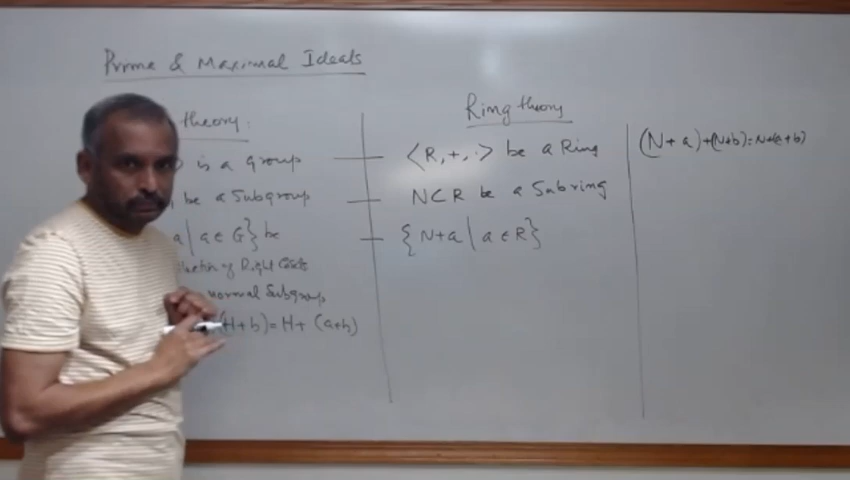 Prime & Maximal Ideals
theory:
is a group
be a Subgroup
a | a ∈ G} be
of Right Cosets
normal Subgroup
(H+b) = H+ (a+b)
Ring theory
<R, +, .> be a Ring
N⊂R be a Subring
{N+a | a ∈ R}
(N+a)+(N+b)=N+(a+b)